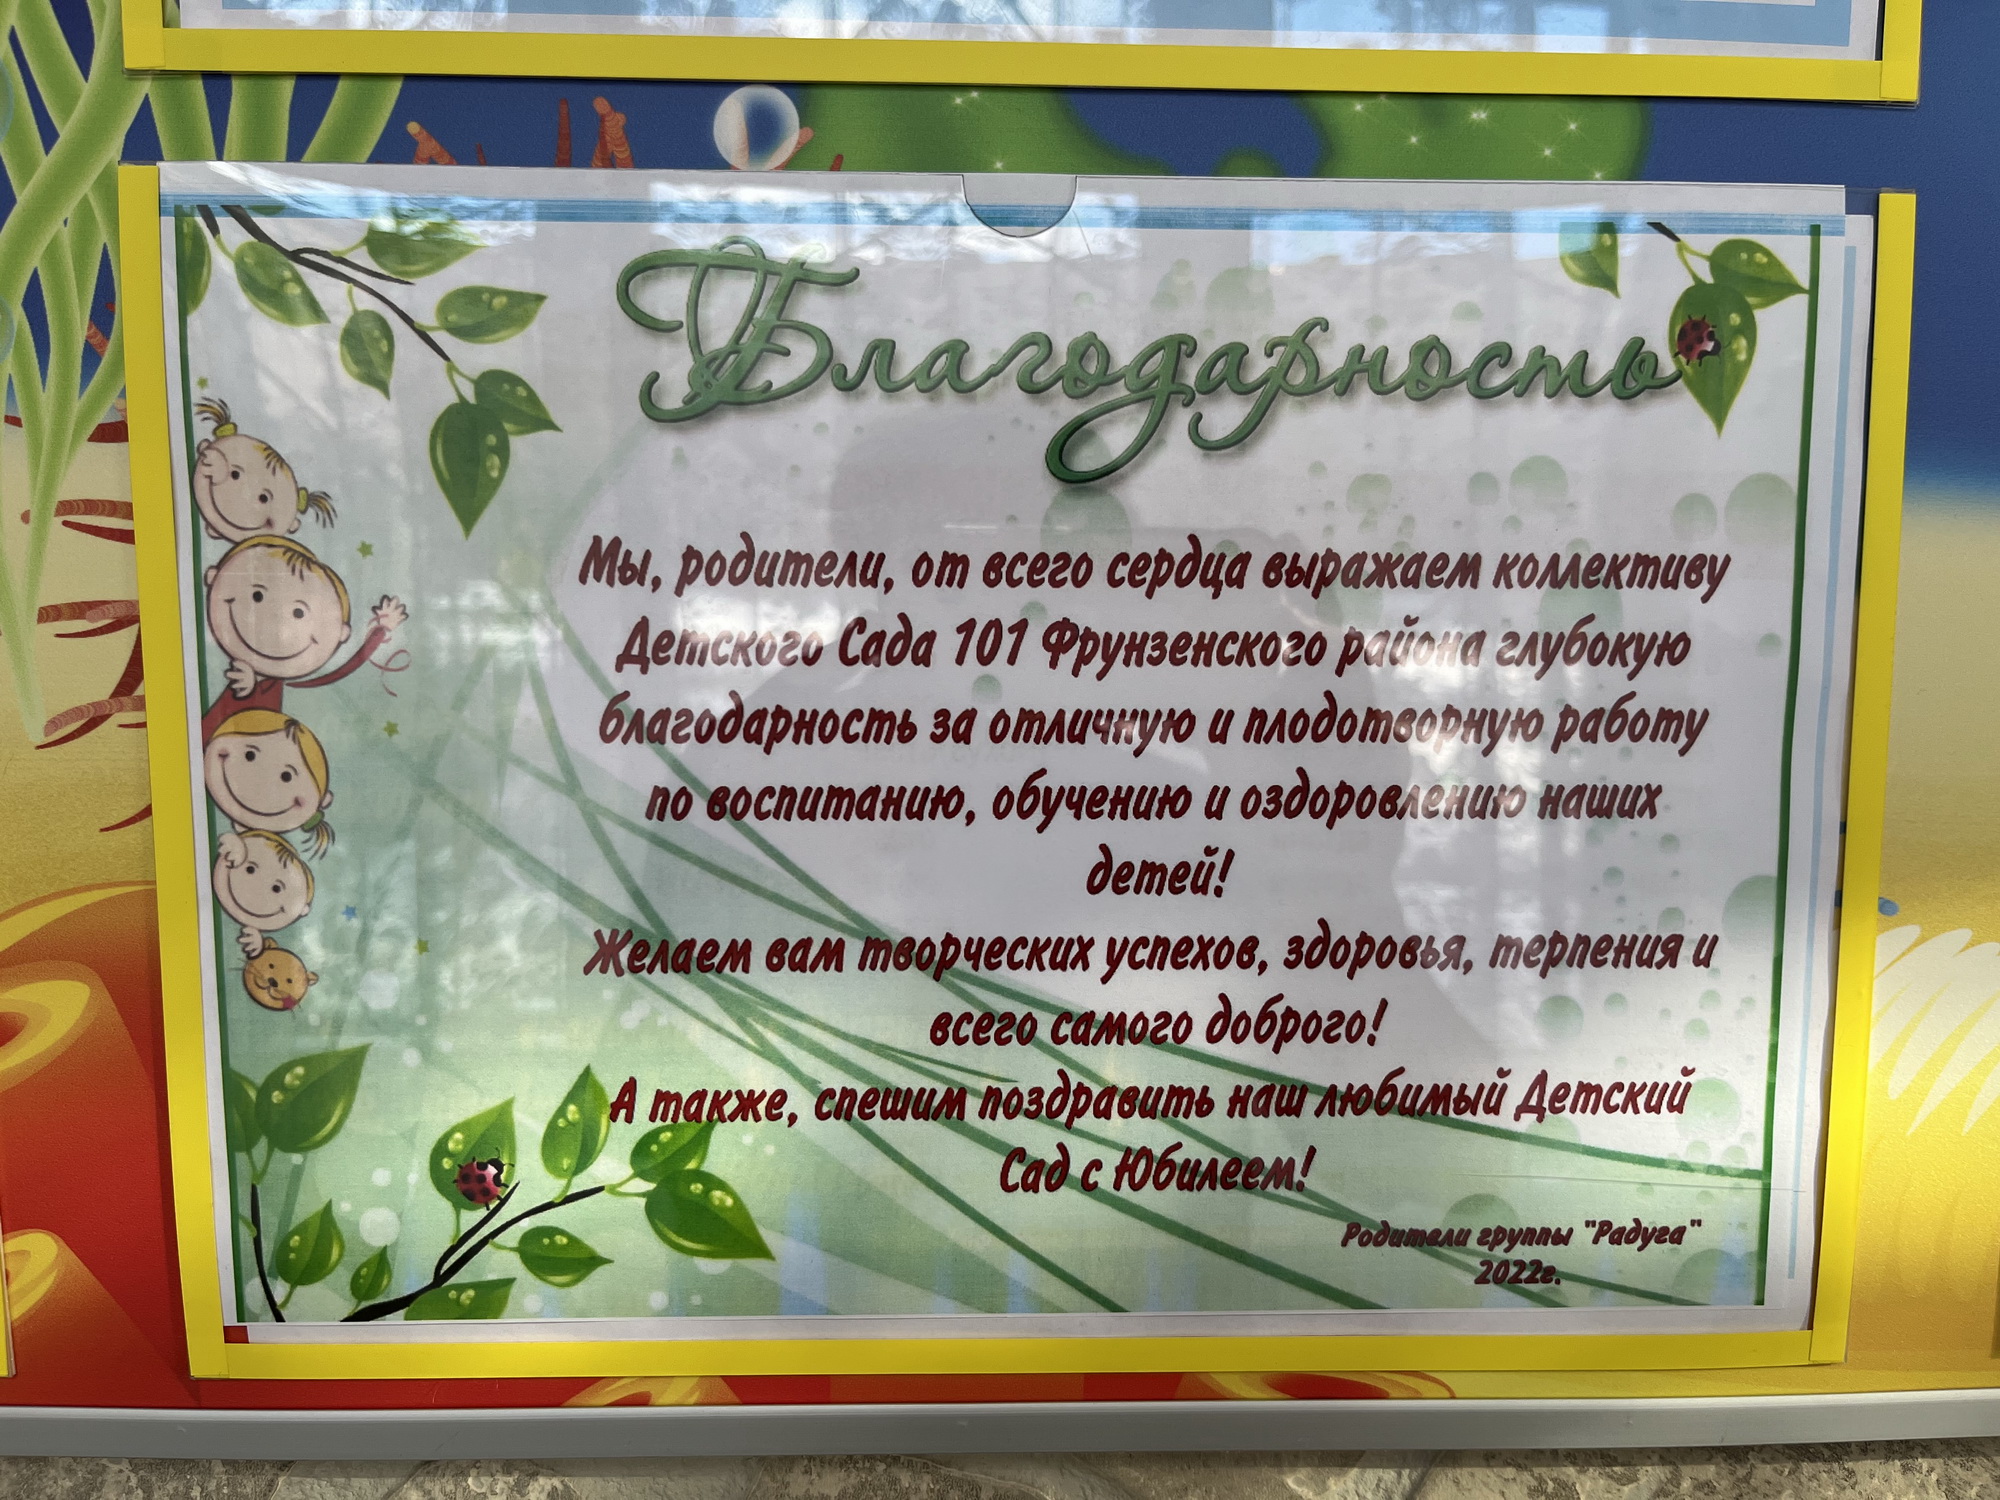 Благодарность
Мы, родители, от всего сердца выражаем коллективу
Детского Сада 101 Фрунзенского района глубокую
благодарность за отличную и плодотворную работу
по воспитанию, обучению и оздоровлению наших
детей!
Желаем вам творческих успехов, здоровья, терпения и
всего самого доброго!
А также, спешим поздравить наш любимый Детский
Сад с Юбилеем!
Родители группы "Радуга"
2022г.